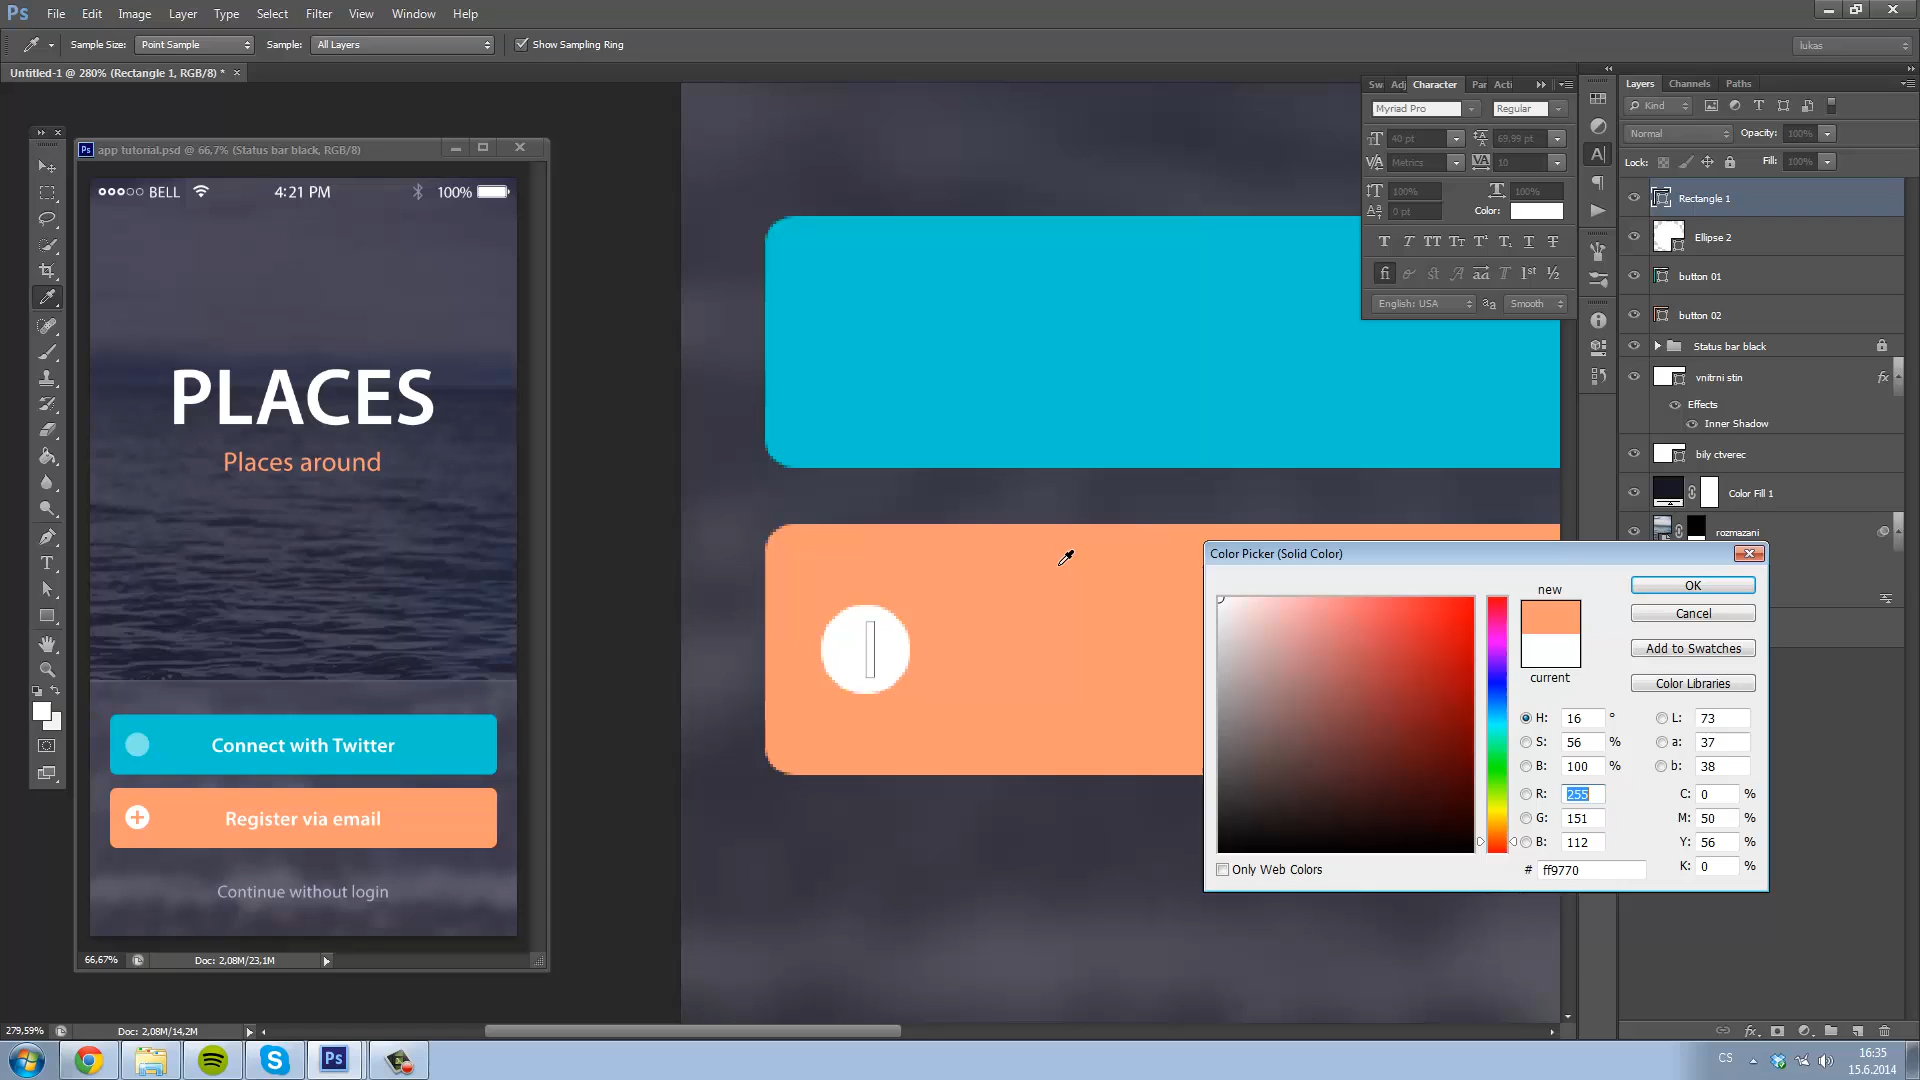 Ps File Edit Image Layer Type Select Filter Analysis View Window Help
Sample Size: Point Sample Sample: All Layers Show Sampling Ring lukas
Untitled-1 @ 280% (Rectangle 1, RGB/8) * ×
Sw Adj Character Par Acti
Layers Channels Paths
Myriad Pro Regular
Kind
40 pt 69,99 pt
Normal Opacity: 100%
Metrics 10
Lock: Fill: 100%
100% 100%
0 pt Color:
English: USA Smooth
Rectangle 1
Ellipse 2
button 01
button 02
Status bar black
vnitrni stin fx
Effects
Inner Shadow
bily ctverec
Color Fill 1
rozmazani
app tutorial.psd @ 66,7% (Status bar black, RGB/8)
BELL 4:21 PM 100%
PLACES
Places around
Connect with Twitter
Register via email
Continue without login
66,67% Doc: 2,08M/23,1M
Color Picker (Solid Color)
new
current
OK
Cancel
Add to Swatches
Color Libraries
H: 16 °
S: 56 %
B: 100 %
R: 255
G: 151
B: 112
L: 73
a: 37
b: 38
C: 0 %
M: 50 %
Y: 56 %
K: 0 %
# ff9770
Only Web Colors
279,59% Doc: 2,08M/14,2M
CS
16:35
15.6.2014